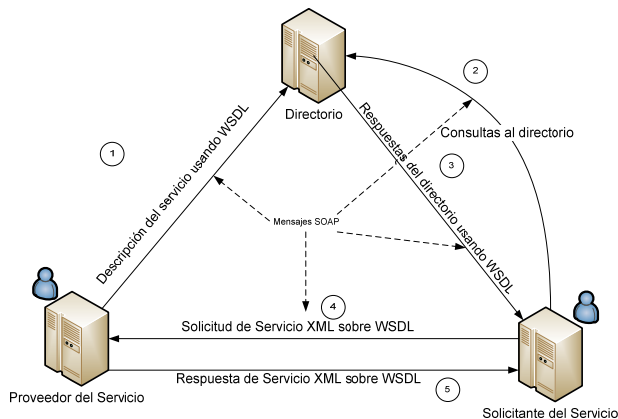 2
Directorio
Consultas al directorio
1
Descripción del servicio usando WSDL
Respuestas del directorio usando WSDL
3
Mensajes SOAP
4
Solicitud de Servicio XML sobre WSDL
Respuesta de Servicio XML sobre WSDL
5
Proveedor del Servicio
Solicitante del Servicio